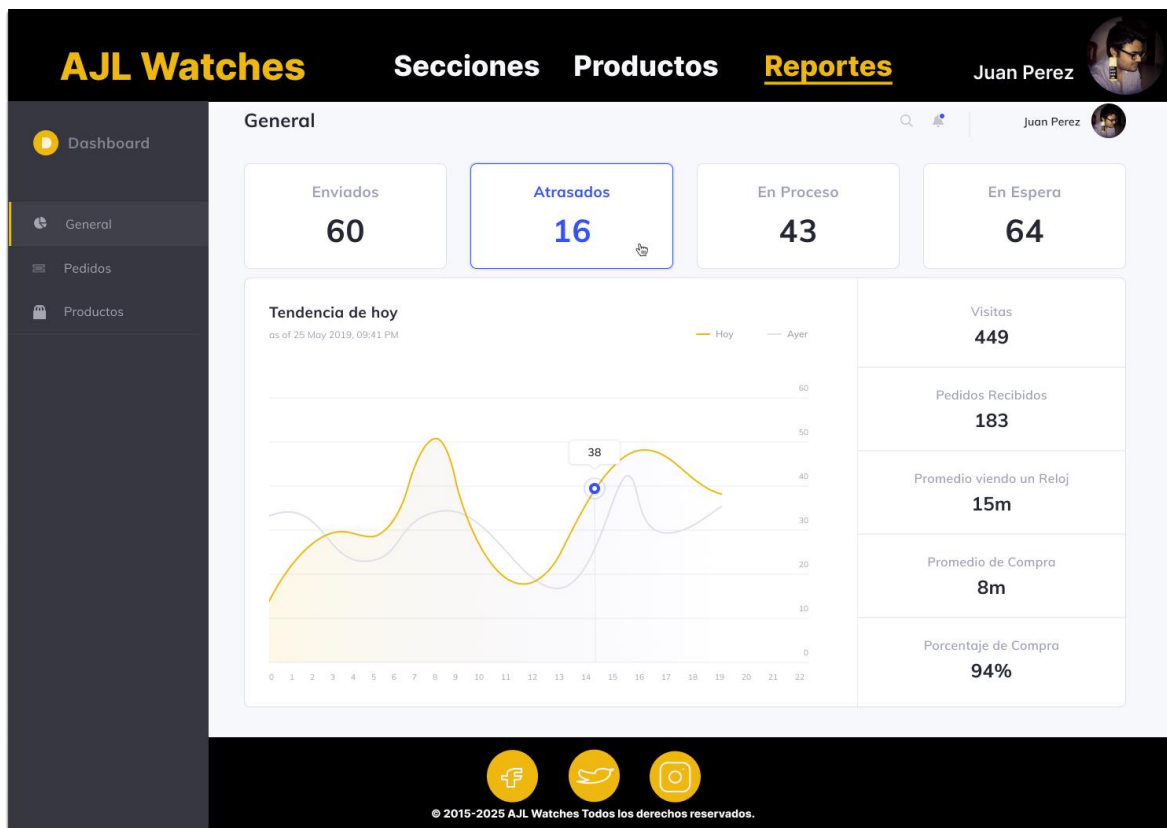 AJL Watches
Secciones Productos Reportes
Juan Perez
Dashboard
General
Pedidos
Productos
General
Juan Perez
Enviados
60
Atrasados
16
En Proceso
43
En Espera
64
Tendencia de hoy
as of 25 May 2019, 09:41 PM
Hoy Ayer
60
50
40
30
20
10
0
38
0 1 2 3 4 5 6 7 8 9 10 11 12 13 14 15 16 17 18 19 20 21 22
Visitas
449
Pedidos Recibidos
183
Promedio viendo un Reloj
15m
Promedio de Compra
8m
Porcentaje de Compra
94%
© 2015-2025 AJL Watches Todos los derechos reservados.